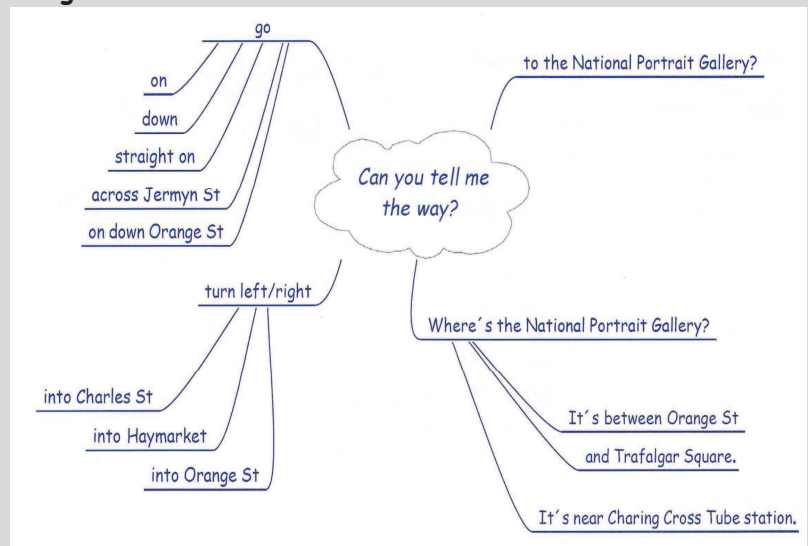 go
on
down
straight on
across Jermyn St
on down Orange St
to the National Portrait Gallery?
Can you tell me
the way?
turn left/right
into Charles St
into Haymarket
into Orange St
Where´s the National Portrait Gallery?
It´s between Orange St
and Trafalgar Square.
It´s near Charing Cross Tube station.